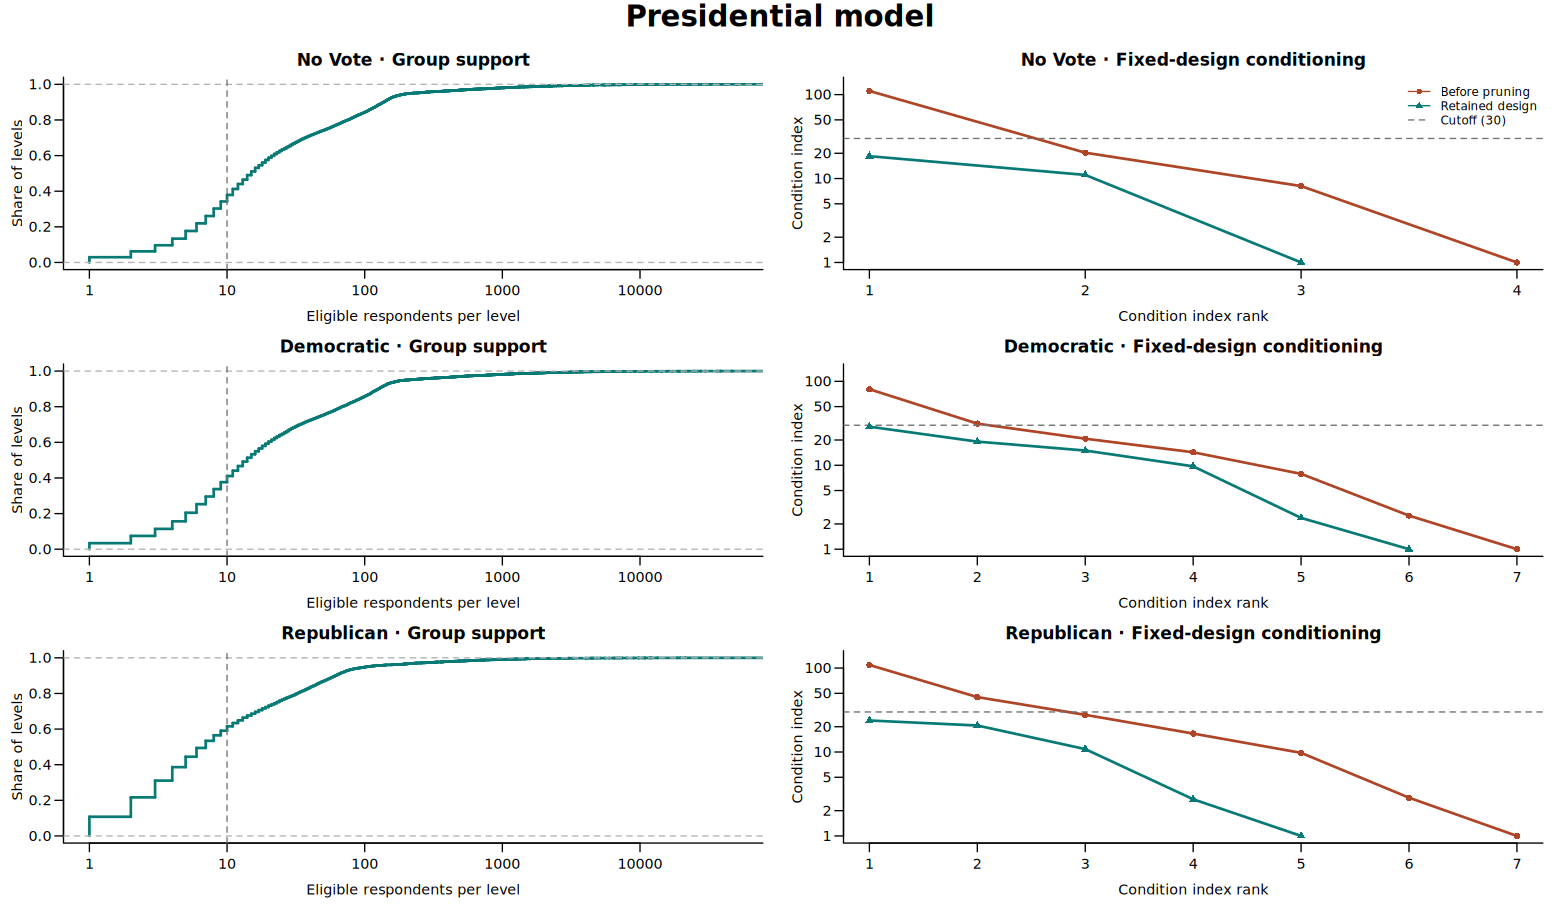 Presidential model
No Vote · Group support
Share of levels
1.0
0.8
0.6
0.4
0.2
0.0
1 10 100 1000 10000
Eligible respondents per level
No Vote · Fixed-design conditioning
Condition index
100
50
20
10
5
2
1
Before pruning
Retained design
Cutoff (30)
1 2 3 4
Condition index rank
Democratic · Group support
Share of levels
1.0
0.8
0.6
0.4
0.2
0.0
1 10 100 1000 10000
Eligible respondents per level
Democratic · Fixed-design conditioning
Condition index
100
50
20
10
5
2
1
1 2 3 4 5 6 7
Condition index rank
Republican · Group support
Share of levels
1.0
0.8
0.6
0.4
0.2
0.0
1 10 100 1000 10000
Eligible respondents per level
Republican · Fixed-design conditioning
Condition index
100
50
20
10
5
2
1
1 2 3 4 5 6 7
Condition index rank